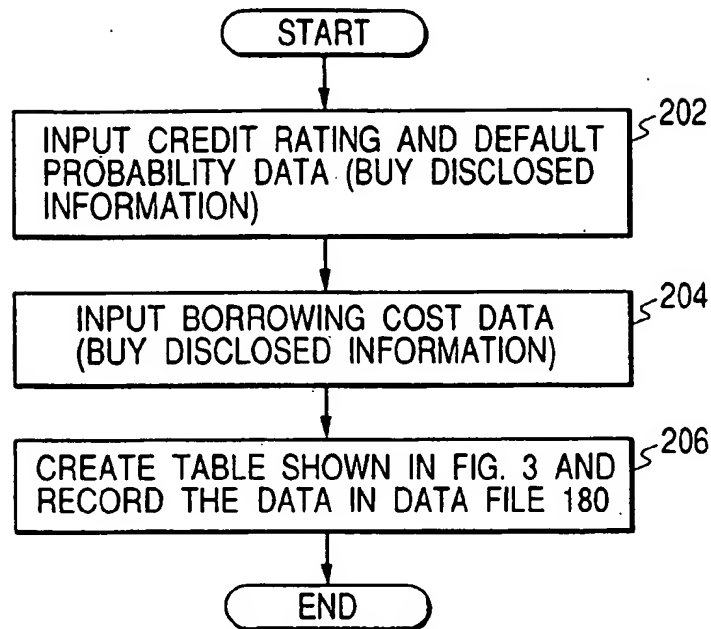 START
202
INPUT CREDIT RATING AND DEFAULT
PROBABILITY DATA (BUY DISCLOSED
INFORMATION)
204
INPUT BORROWING COST DATA
(BUY DISCLOSED INFORMATION)
206
CREATE TABLE SHOWN IN FIG. 3 AND
RECORD THE DATA IN DATA FILE 180
END